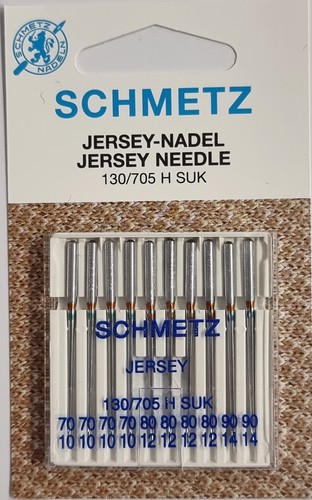 SCHMETZ
NADELN
SCHMETZ
JERSEY-NADEL
JERSEY NEEDLE
130/705 H SUK
SCHMETZ
JERSEY
130/705 H SUK
70 70 70 70 80 80 80 80 90 90
10 10 10 10 12 12 12 12 14 14